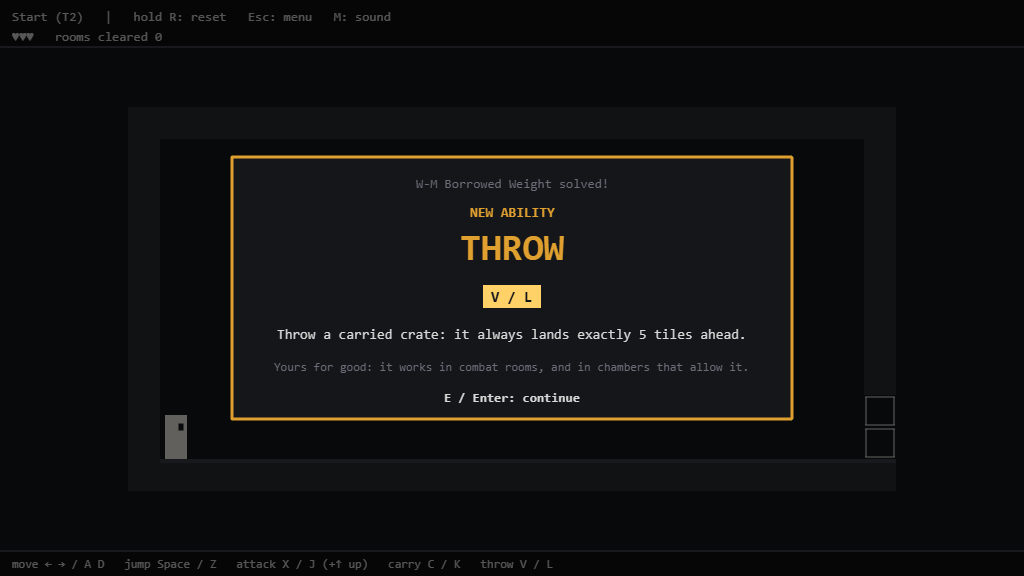 Start (T2)   |   hold R: reset   Esc: menu   M: sound
♥♥♥   rooms cleared 0
W-M Borrowed Weight solved!
NEW ABILITY
THROW
V / L
Throw a carried crate: it always lands exactly 5 tiles ahead.
Yours for good: it works in combat rooms, and in chambers that allow it.
E / Enter: continue
move ← → / A D   jump Space / Z   attack X / J (+↑ up)   carry C / K   throw V / L